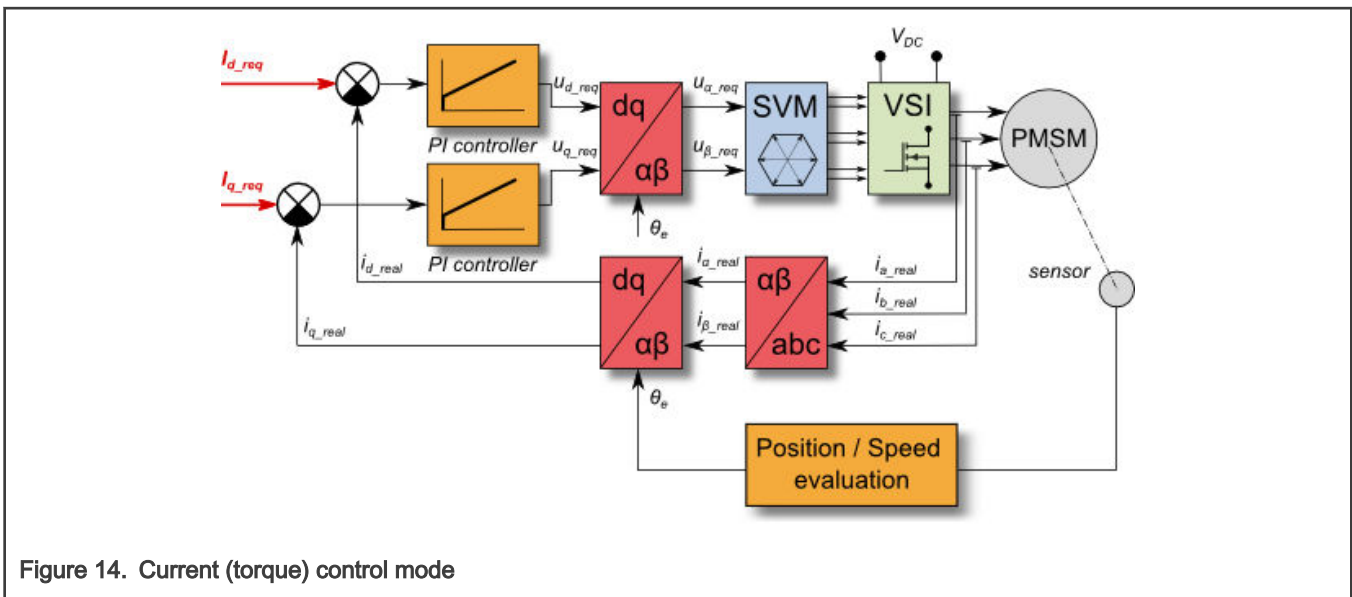 V_DC
I_d_req
u_d_req
u_α_req
dq
αβ
SVM
VSI
PMSM
PI controller
u_q_req
u_β_req
I_q_req
θ_e
PI controller
i_d_real
i_α_real
i_a_real
dq
αβ
αβ
abc
sensor
i_b_real
i_q_real
i_β_real
i_c_real
θ_e
Position / Speed
evaluation
Figure 14. Current (torque) control mode